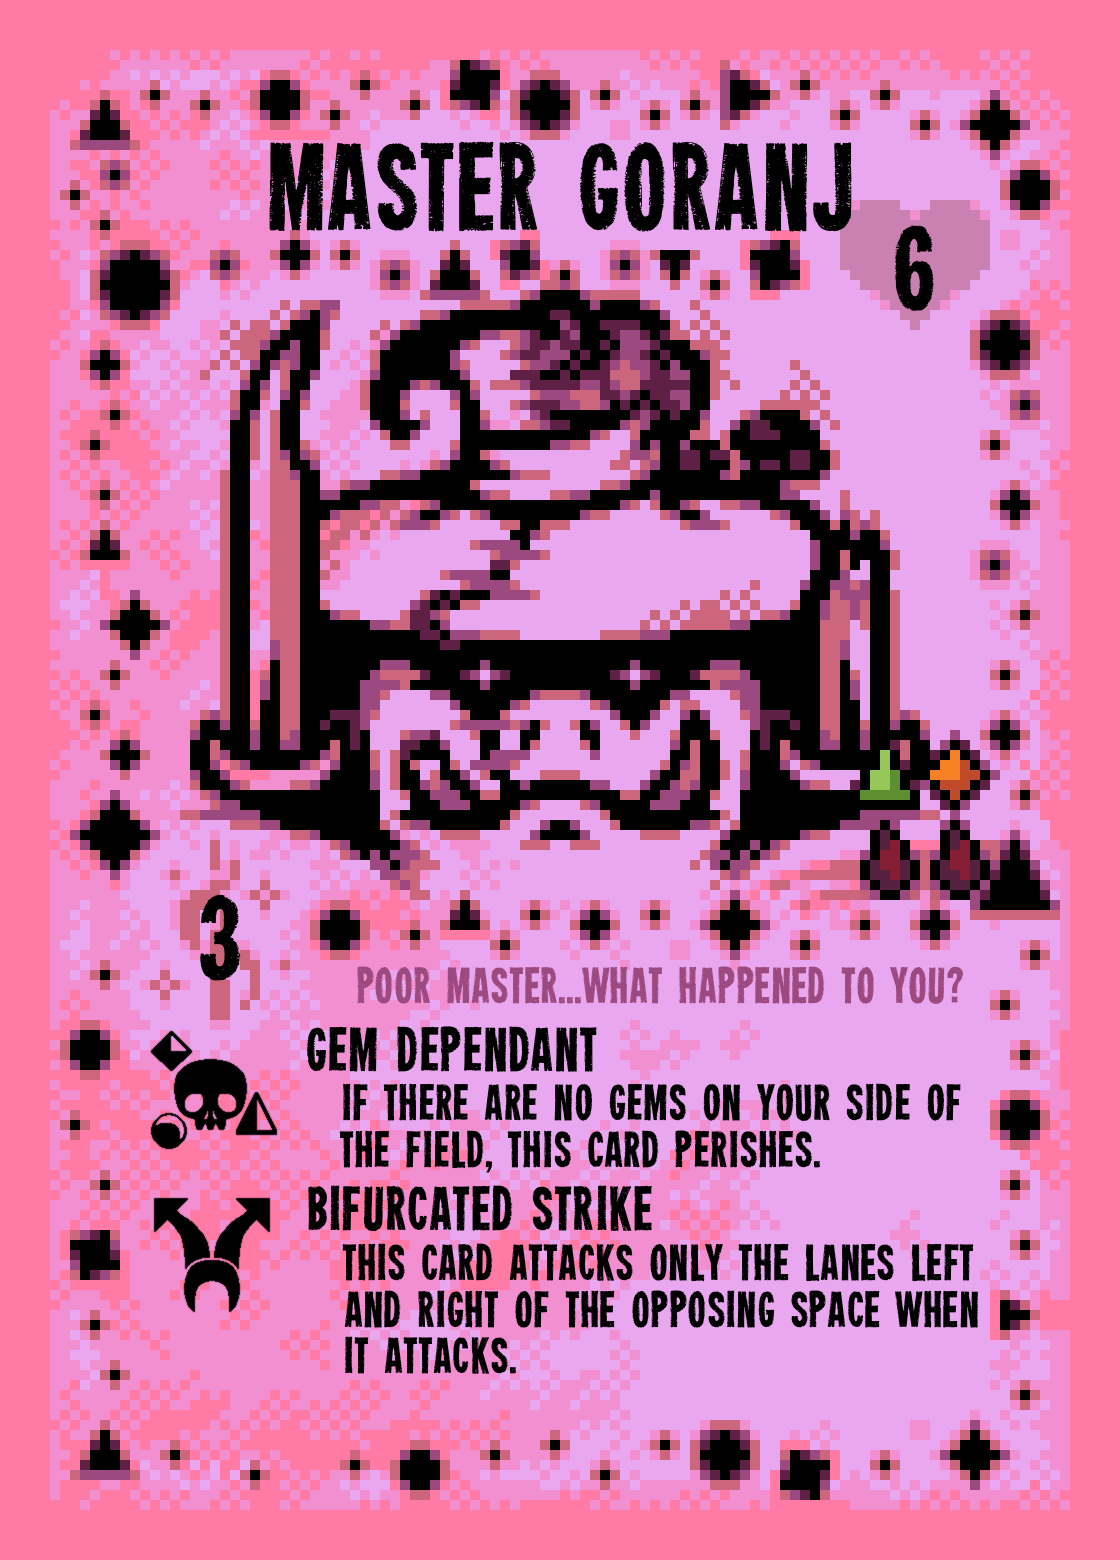 MASTER GORANJ
6
3
POOR MASTER...WHAT HAPPENED TO YOU?
GEM DEPENDANT
IF THERE ARE NO GEMS ON YOUR SIDE OF
THE FIELD, THIS CARD PERISHES.
BIFURCATED STRIKE
THIS CARD ATTACKS ONLY THE LANES LEFT
AND RIGHT OF THE OPPOSING SPACE WHEN
IT ATTACKS.